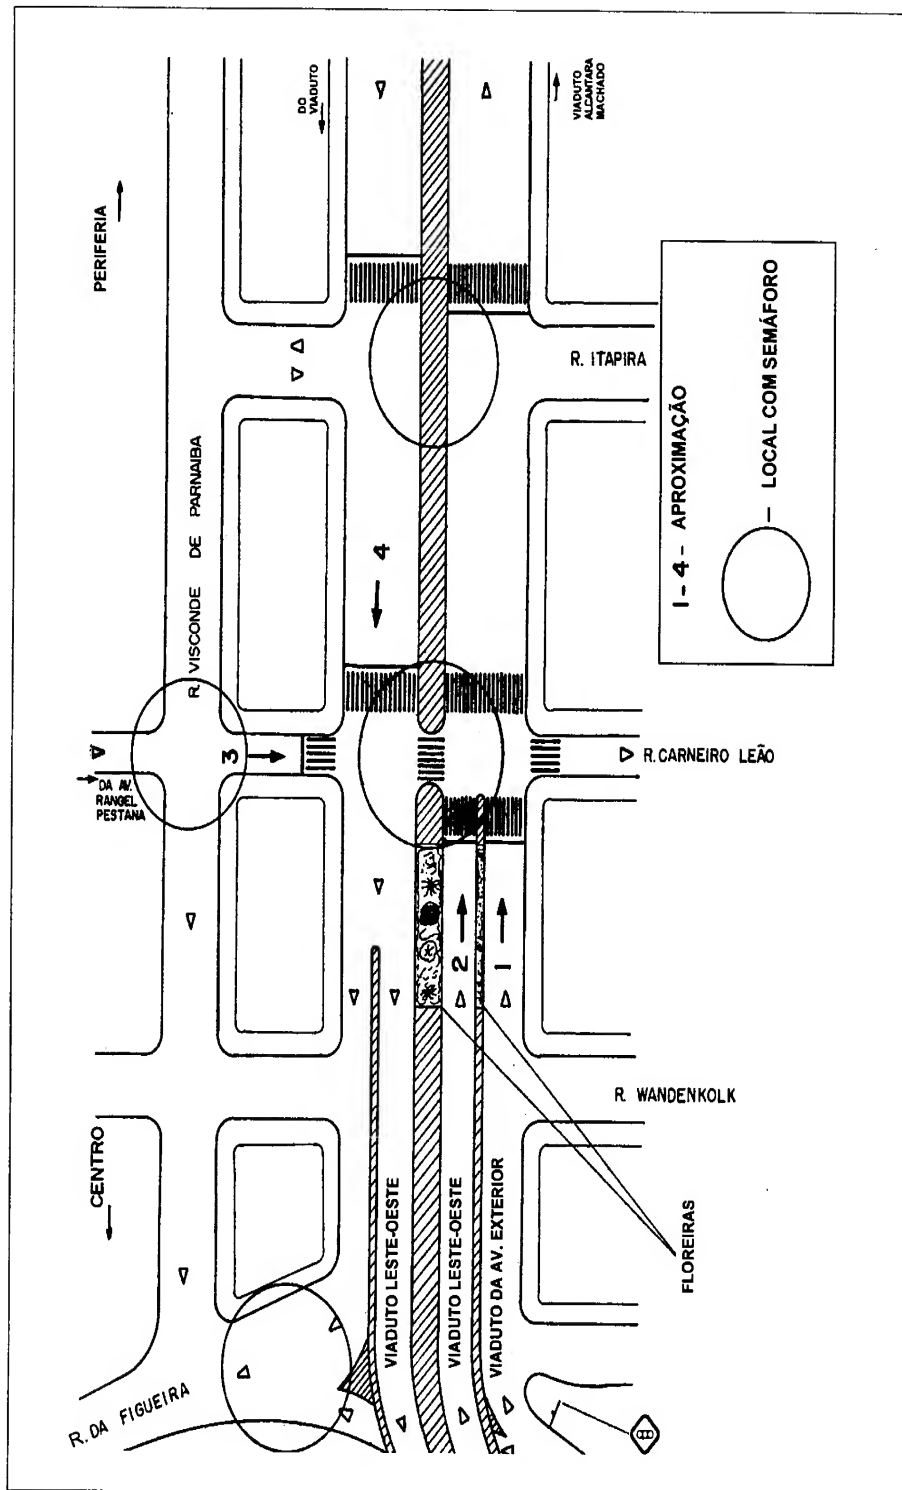 DO
VIADUTO
VIADUTO
ALCANTARA
MACHADO
PERIFERIA
R. ITAPIRA
1-4- APROXIMAÇÃO
— LOCAL COM SEMÁFORO
R. VISCONDE DE PARNAIBA
4
3
DA AV.
RANGEL
PESTANA
R. CARNEIRO LEÃO
2
1
R. WANDENKOLK
CENTRO
VIADUTO LESTE-OESTE
VIADUTO LESTE-OESTE
VIADUTO DA AV. EXTERIOR
FLOREIRAS
R. DA FIGUEIRA